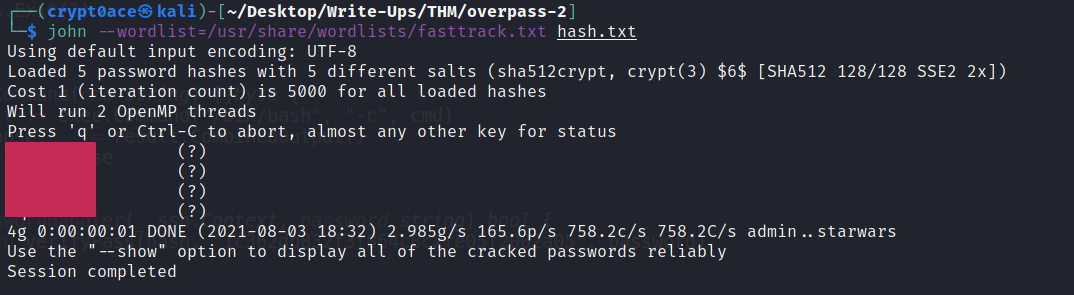 ┌──(crypt0ace㉿kali)-[~/Desktop/Write-Ups/THM/overpass-2]
└─$ john --wordlist=/usr/share/wordlists/fasttrack.txt hash.txt
Using default input encoding: UTF-8
Loaded 5 password hashes with 5 different salts (sha512crypt, crypt(3) $6$ [SHA512 128/128 SSE2 2x])
Cost 1 (iteration count) is 5000 for all loaded hashes
Will run 2 OpenMP threads
Press 'q' or Ctrl-C to abort, almost any other key for status
(?)
(?)
(?)
(?)
4g 0:00:00:01 DONE (2021-08-03 18:32) 2.985g/s 165.6p/s 758.2c/s 758.2C/s admin..starwars
Use the "--show" option to display all of the cracked passwords reliably
Session completed